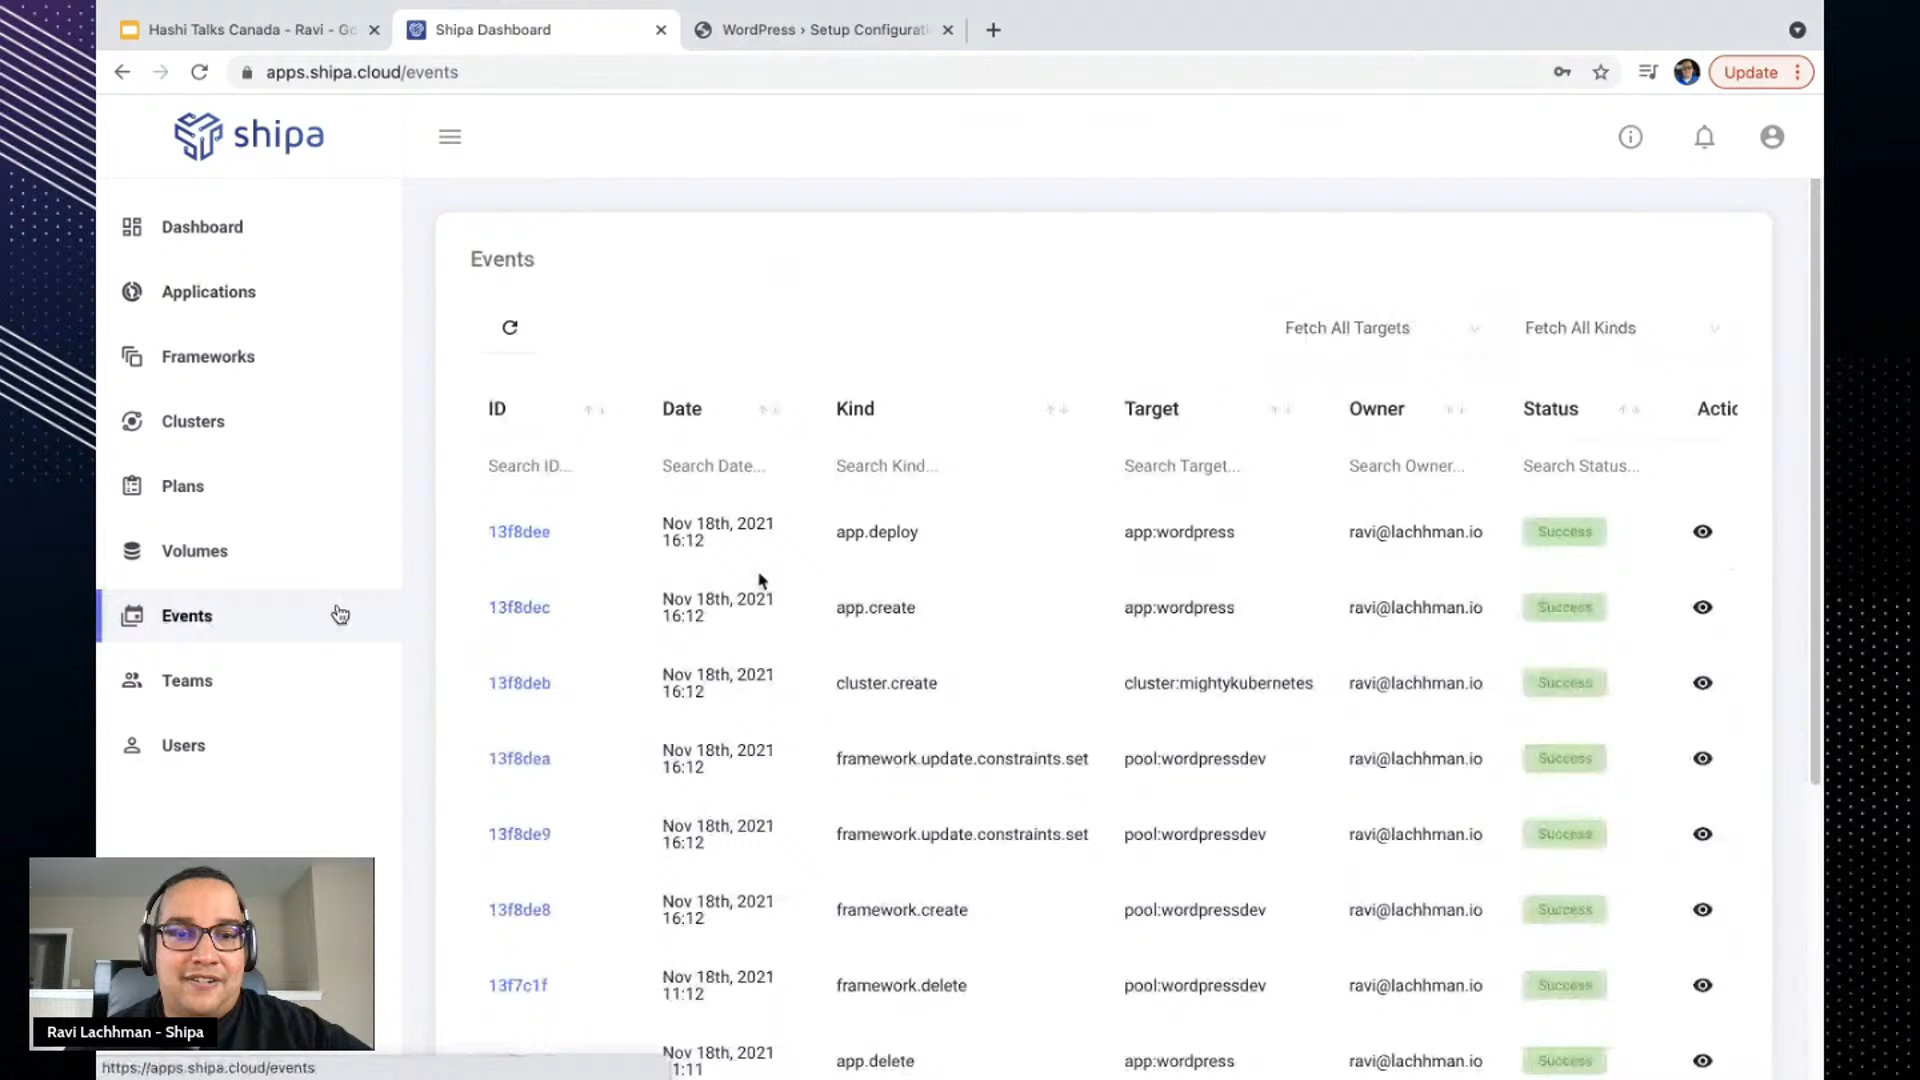 Hashi Talks Canada - Ravi - Go
Shipa Dashboard
WordPress › Setup Configurati
apps.shipa.cloud/events
Update
shipa
Dashboard
Applications
Frameworks
Clusters
Plans
Volumes
Events
Teams
Users
Events
Fetch All Targets
Fetch All Kinds
ID Date Kind Target Owner Status Actic
Search ID... Search Date... Search Kind... Search Target... Search Owner... Search Status...
13f8dee Nov 18th, 2021 16:12 app.deploy app:wordpress ravi@lachhman.io Success
13f8dec Nov 18th, 2021 16:12 app.create app:wordpress ravi@lachhman.io Success
13f8deb Nov 18th, 2021 16:12 cluster.create cluster:mightykubernetes ravi@lachhman.io Success
13f8dea Nov 18th, 2021 16:12 framework.update.constraints.set pool:wordpressdev ravi@lachhman.io Success
13f8de9 Nov 18th, 2021 16:12 framework.update.constraints.set pool:wordpressdev ravi@lachhman.io Success
13f8de8 Nov 18th, 2021 16:12 framework.create pool:wordpressdev ravi@lachhman.io Success
13f7c1f Nov 18th, 2021 11:12 framework.delete pool:wordpressdev ravi@lachhman.io Success
Nov 18th, 2021 app.delete app:wordpress ravi@lachhman.io Success
Ravi Lachhman - Shipa
https://apps.shipa.cloud/events